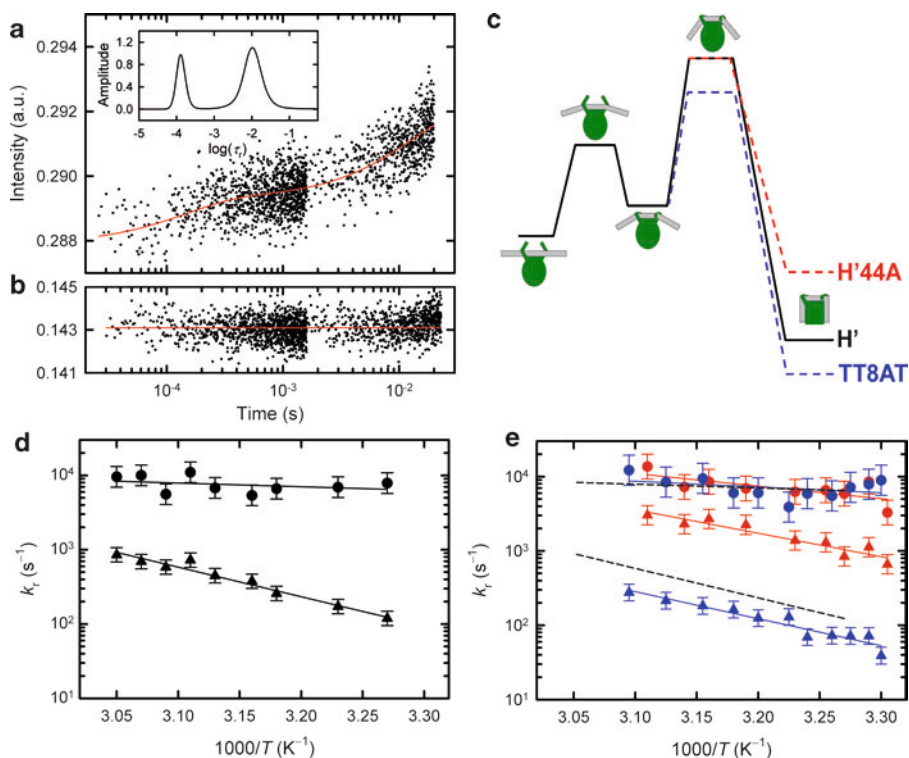 a
0.294
0.292
0.290
0.288
Intensity (a.u.)
Amplitude
1.2
0.8
0.4
0.0
-5 -4 -3 -2 -1
b
0.145
0.143
0.141
10⁻⁴ 10⁻³ 10⁻²
Time (s)
c
H'44A
H'
TT8AT
d
10⁴
10³
10²
10¹
kᵣ (s⁻¹)
3.05 3.10 3.15 3.20 3.25 3.30
1000/T (K⁻¹)
e
10⁴
10³
10²
10¹
kᵣ (s⁻¹)
3.05 3.10 3.15 3.20 3.25 3.30
1000/T (K⁻¹)